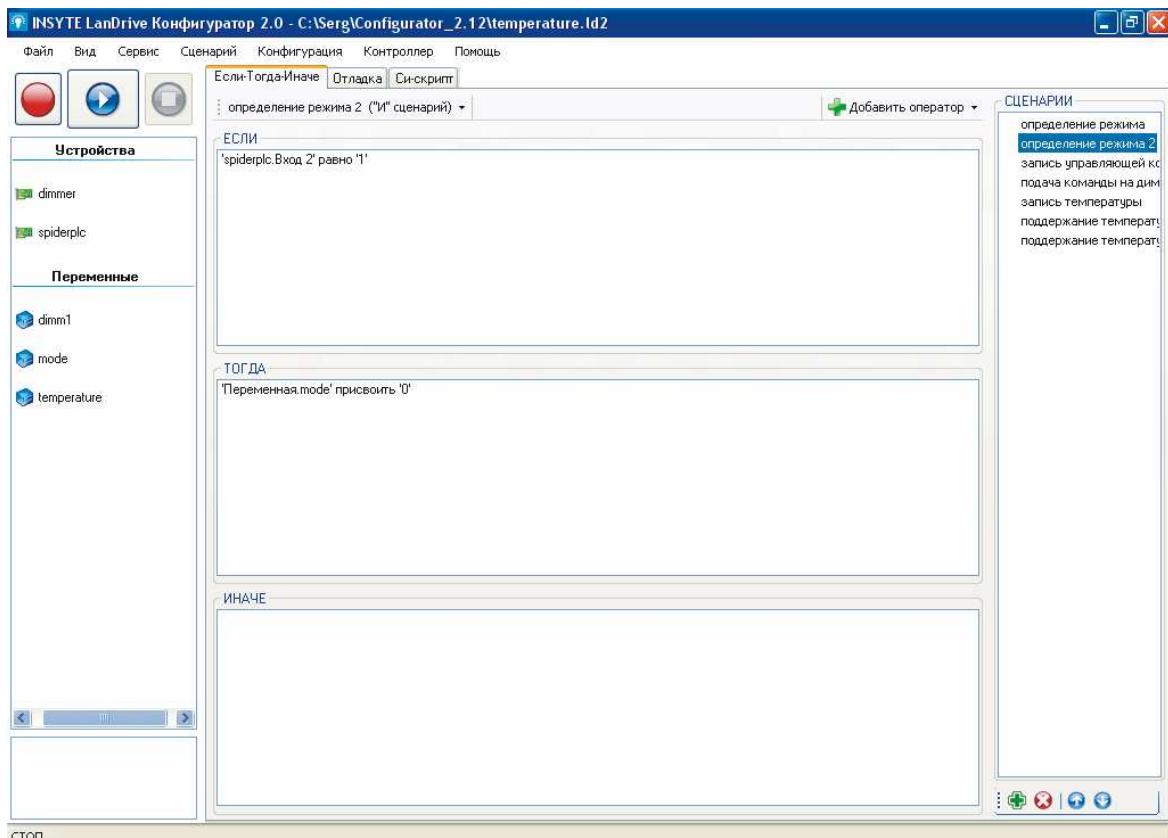 INSYTE LanDrive Конфигуратор 2.0 - C:\Serg\Configurator_2.12\temperature.ld2
Файл Вид Сервис Сценарий Конфигурация Контроллер Помощь
Если-Тогда-Иначе Отладка Си-скрипт
определение режима 2 ("И" сценарий) Добавить оператор
Устройства
dimmer
spiderplc
Переменные
dimm1
mode
temperature
ЕСЛИ
'spiderplc.Вход 2' равно '1'
ТОГДА
'Переменная.mode' присвоить '0'
ИНАЧЕ
СЦЕНАРИИ
определение режима
определение режима 2
запись управляющей ко
подача команды на дим
запись температуры
поддержание температу
поддержание температу
СТОП